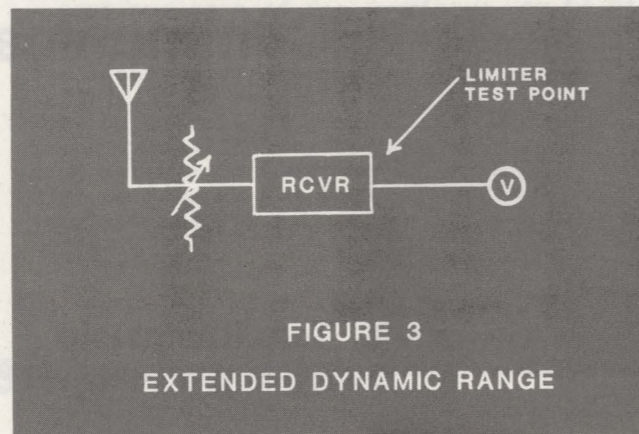 LIMITER
TEST POINT
RCVR
V
FIGURE 3
EXTENDED DYNAMIC RANGE